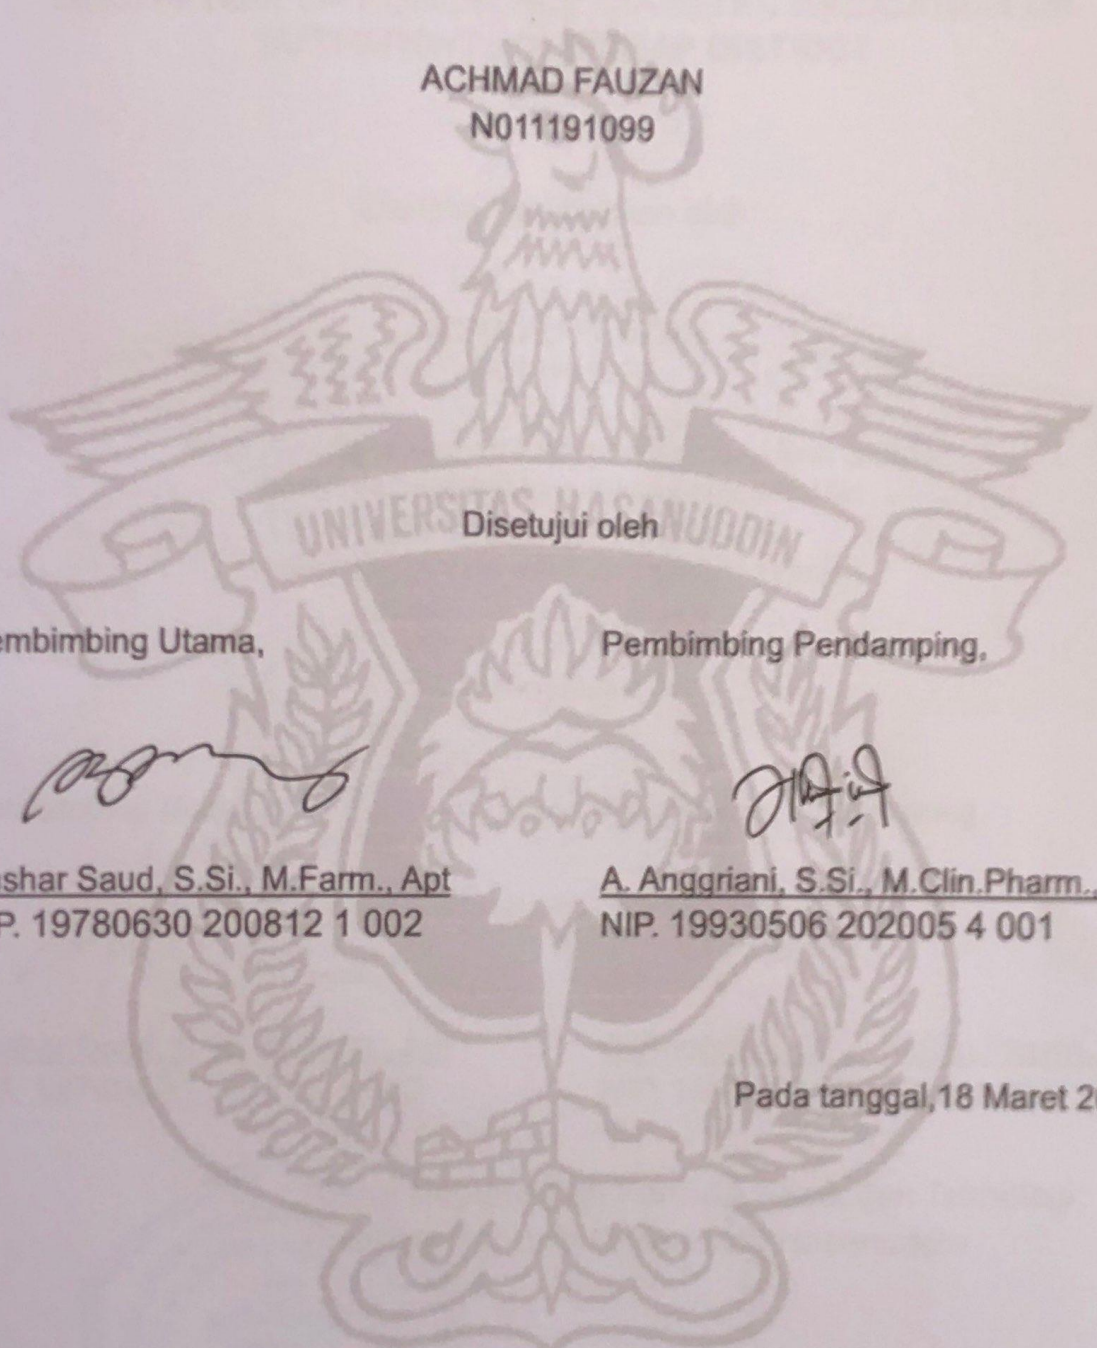 ACHMAD FAUZAN
N011191099
UNIVERSITAS HASANUDDIN
Disetujui oleh
embimbing Utama,
Pembimbing Pendamping,
shar Saud, S.Si., M.Farm., Apt
A. Anggriani, S.Si., M.Clin.Pharm.,
P. 19780630 200812 1 002
NIP. 19930506 202005 4 001
Pada tanggal,18 Maret 2